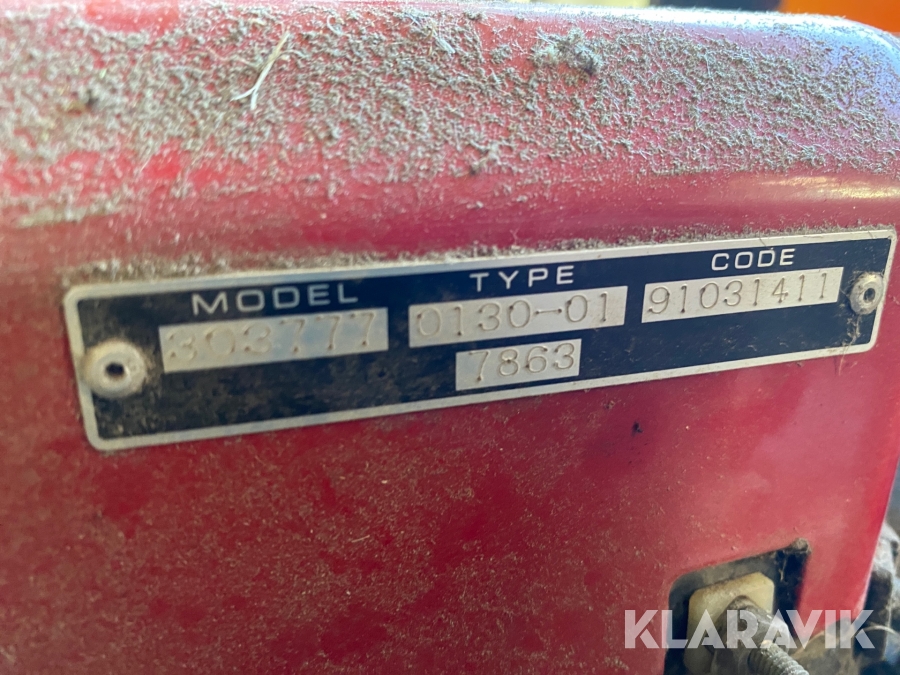 MODEL TYPE CODE
303777 0130-01 91031411
7863
KLARAVIK